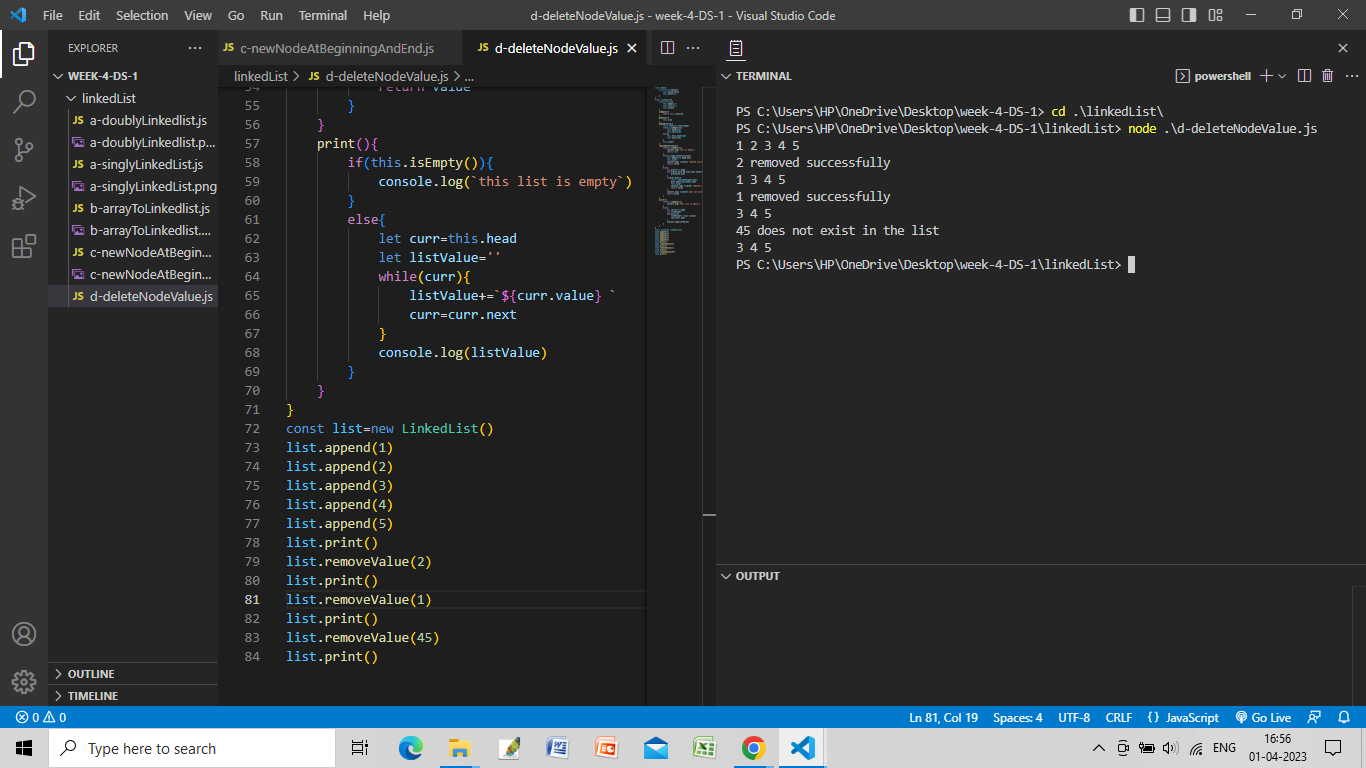 File Edit Selection View Go Run Terminal Help
d-deleteNodeValue.js - week-4-DS-1 - Visual Studio Code
EXPLORER
WEEK-4-DS-1
linkedList
JS a-doublyLinkedlist.js
a-doublyLinkedlist.p...
JS a-singlyLinkedList.js
a-singlyLinkedList.png
JS b-arrayToLinkedlist.js
b-arrayToLinkedlist....
JS c-newNodeAtBegin...
c-newNodeAtBegin...
JS d-deleteNodeValue.js
OUTLINE
TIMELINE
JS c-newNodeAtBeginningAndEnd.js
JS d-deleteNodeValue.js
linkedList > JS d-deleteNodeValue.js > ...
54 return value
55 }
56 }
57 print(){
58 if(this.isEmpty()){
59 console.log(`this list is empty`)
60 }
61 else{
62 let curr=this.head
63 let listValue=''
64 while(curr){
65 listValue+=`${curr.value} `
66 curr=curr.next
67 }
68 console.log(listValue)
69 }
70 }
71 }
72 const list=new LinkedList()
73 list.append(1)
74 list.append(2)
75 list.append(3)
76 list.append(4)
77 list.append(5)
78 list.print()
79 list.removeValue(2)
80 list.print()
81 list.removeValue(1)
82 list.print()
83 list.removeValue(45)
84 list.print()
TERMINAL
powershell
PS C:\Users\HP\OneDrive\Desktop\week-4-DS-1> cd .\linkedList\
PS C:\Users\HP\OneDrive\Desktop\week-4-DS-1\linkedList> node .\d-deleteNodeValue.js
1 2 3 4 5
2 removed successfully
1 3 4 5
1 removed successfully
3 4 5
45 does not exist in the list
3 4 5
PS C:\Users\HP\OneDrive\Desktop\week-4-DS-1\linkedList>
OUTPUT
0 0
Ln 81, Col 19 Spaces: 4 UTF-8 CRLF {} JavaScript Go Live
Type here to search
ENG
16:56
01-04-2023